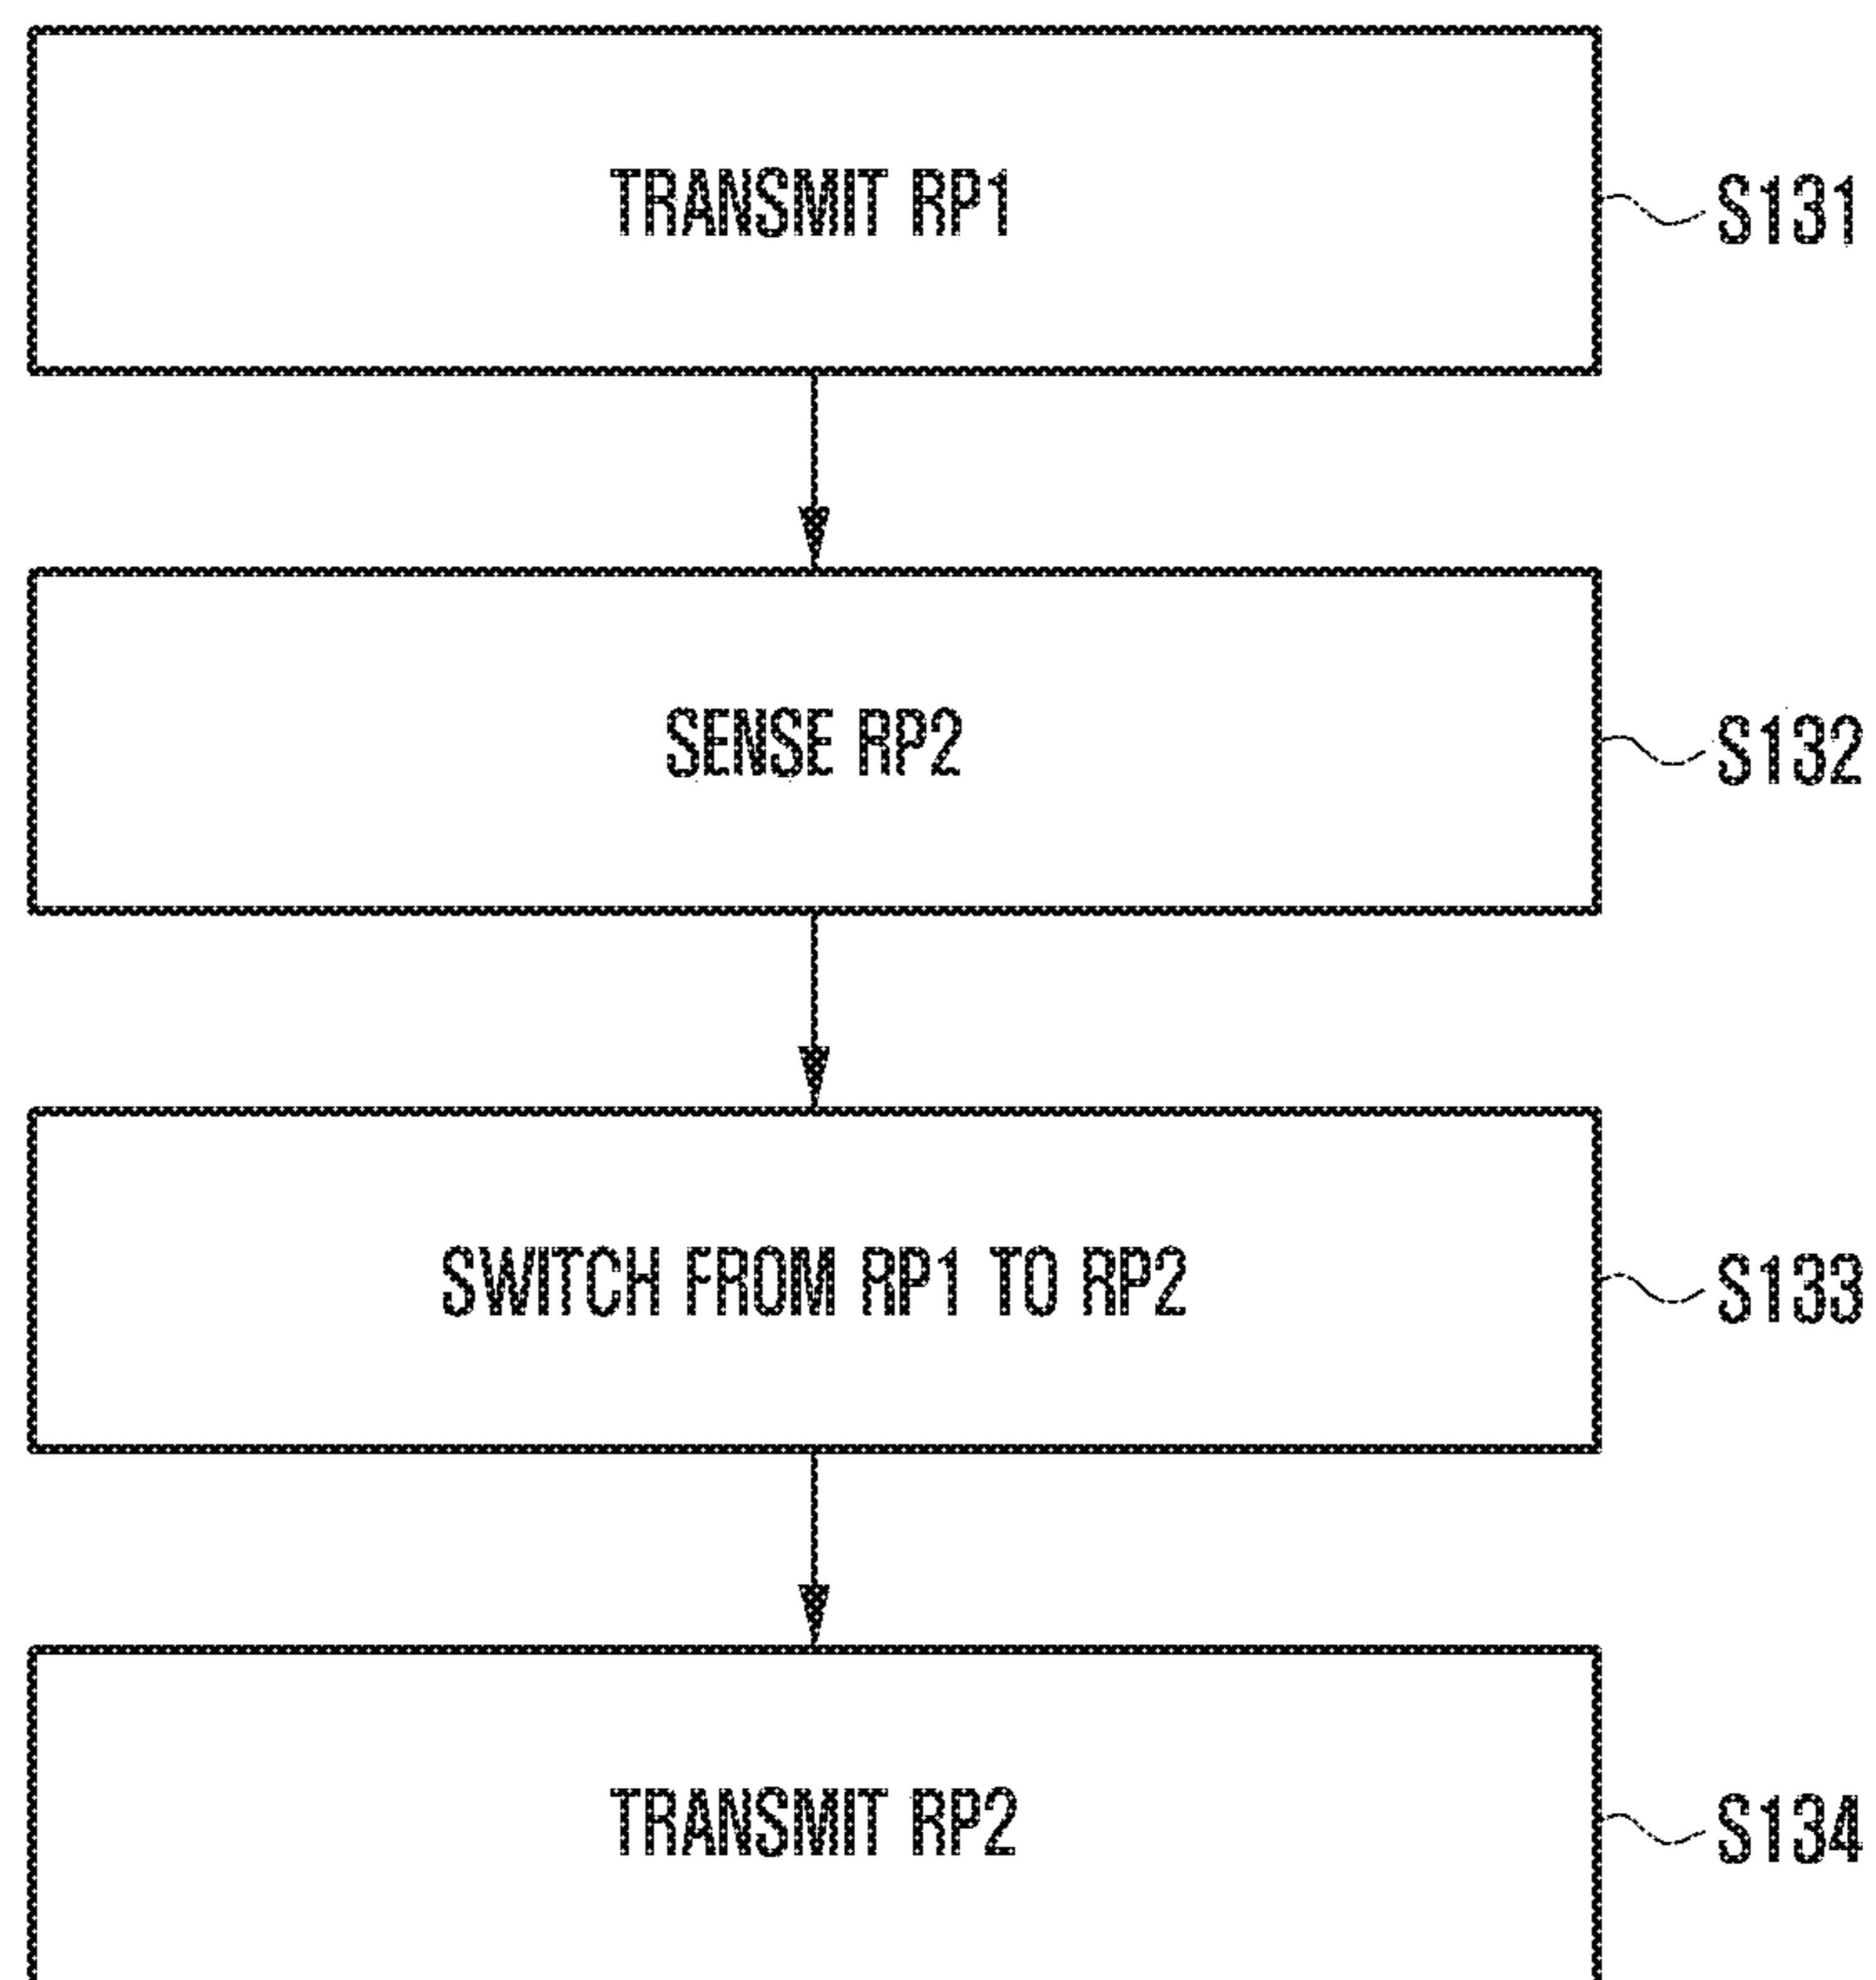 TRANSMIT RP1
S131
SENSE RP2
S132
SWITCH FROM RP1 TO RP2
S133
TRANSMIT RP2
S134